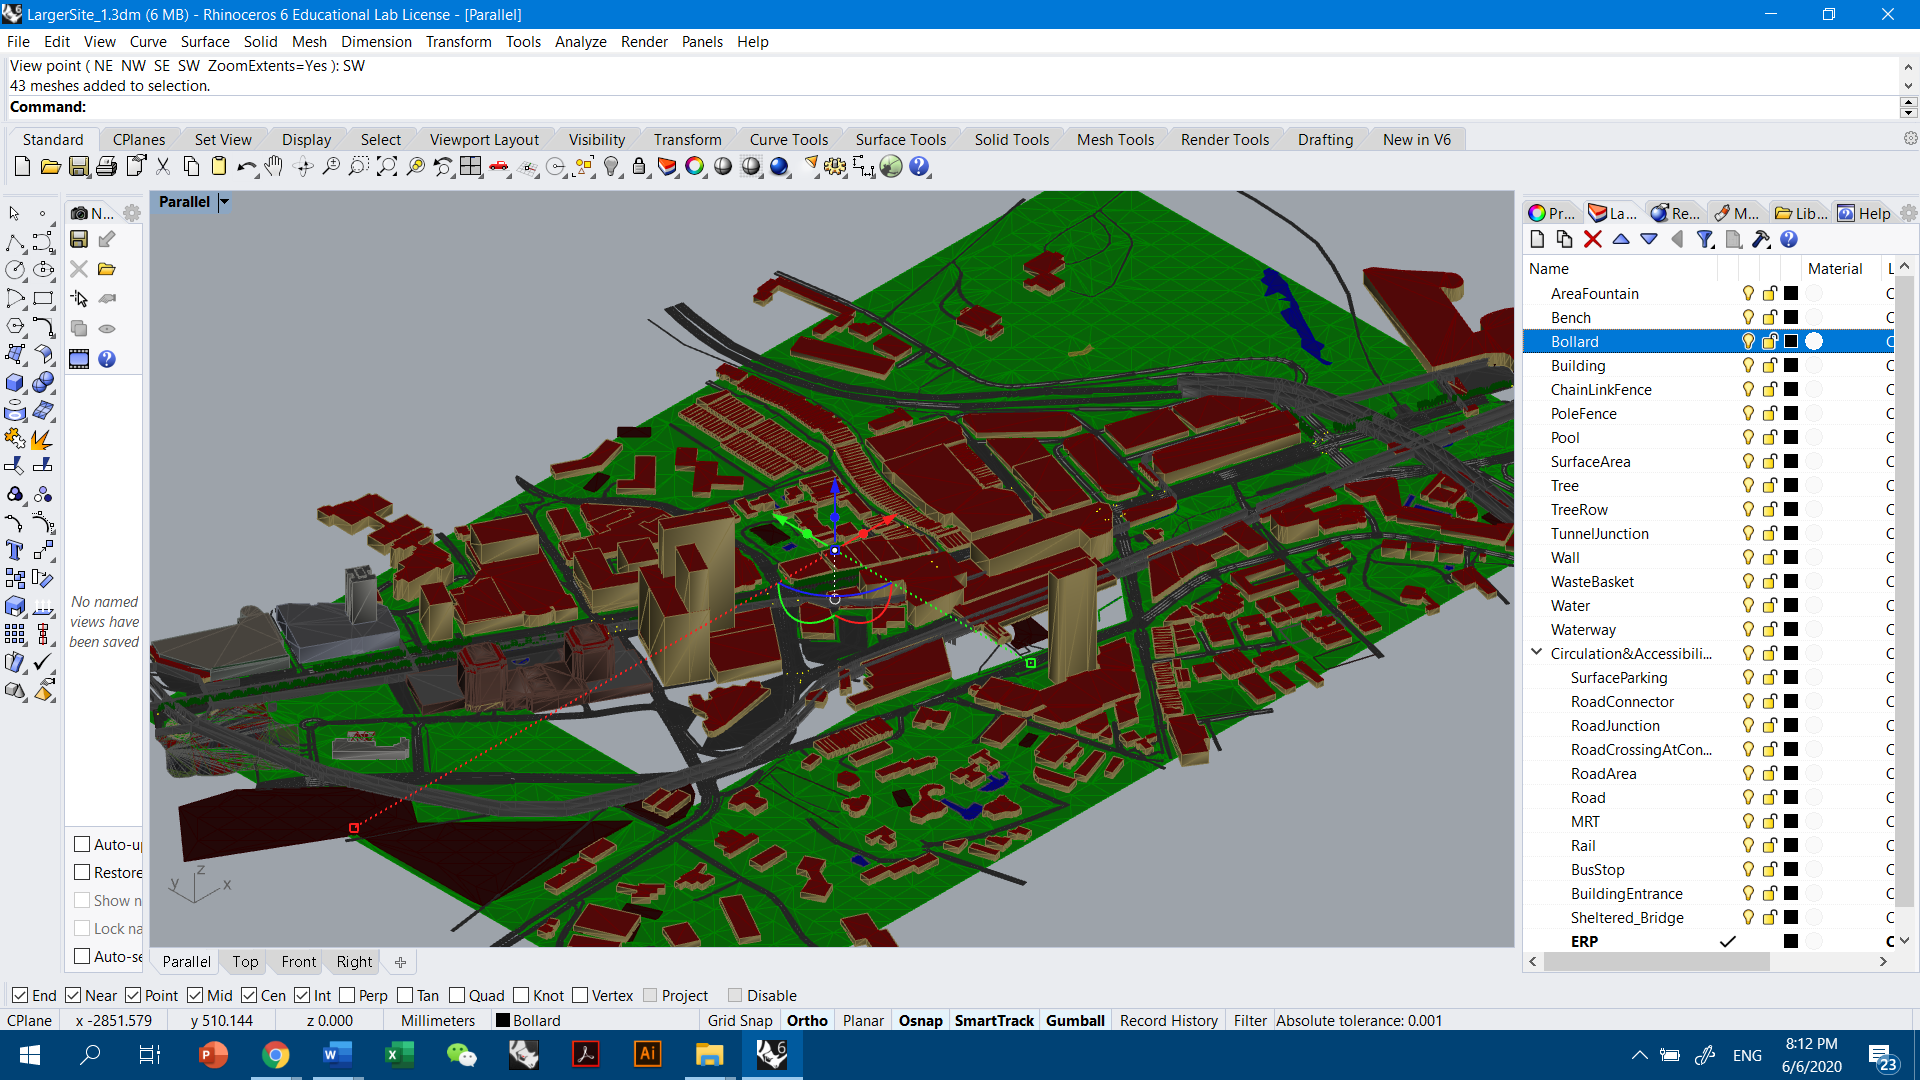 LargerSite_1.3dm (6 MB) - Rhinoceros 6 Educational Lab License - [Parallel]
File Edit View Curve Surface Solid Mesh Dimension Transform Tools Analyze Render Panels Help
View point ( NE NW SE SW ZoomExtents=Yes ): SW
43 meshes added to selection.
Command:
Standard CPlanes Set View Display Select Viewport Layout Visibility Transform Curve Tools Surface Tools Solid Tools Mesh Tools Render Tools Drafting New in V6
N...
No named
views have
been saved
Auto-u
Restore
Show n
Lock na
Auto-se
Parallel
z
y x
Parallel Top Front Right
Pr... La... Re... M... Lib... Help
Name Material L
AreaFountain C
Bench C
Bollard C
Building C
ChainLinkFence C
PoleFence C
Pool C
SurfaceArea C
Tree C
TreeRow C
TunnelJunction C
Wall C
WasteBasket C
Water C
Waterway C
Circulation&Accessibili... C
SurfaceParking C
RoadConnector C
RoadJunction C
RoadCrossingAtCon... C
RoadArea C
Road C
MRT C
Rail C
BusStop C
BuildingEntrance C
Sheltered_Bridge C
ERP C
End Near Point Mid Cen Int Perp Tan Quad Knot Vertex Project Disable
CPlane x -2851.579 y 510.144 z 0.000 Millimeters Bollard Grid Snap Ortho Planar Osnap SmartTrack Gumball Record History Filter Absolute tolerance: 0.001
ENG
8:12 PM
6/6/2020
23